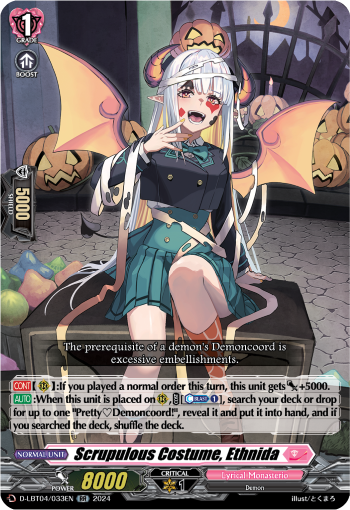 1
GRADE
BOOST
5000
SHIELD
The prerequisite of a demon's Demoncoord is
excessive embellishments.
CONT【 】:If you played a normal order this turn, this unit gets +5000.
AUTO:When this unit is placed on , COST【BLAST 1】, search your deck or drop
for up to one "Pretty♡Demoncoord!", reveal it and put it into hand, and if
you searched the deck, shuffle the deck.
NORMAL UNIT
Scrupulous Costume, Ethnida
POWER 8000
CRITICAL
1
Lyrical Monasterio
Demon
D-LBT04/033EN RR 2024
illust/とくまろ